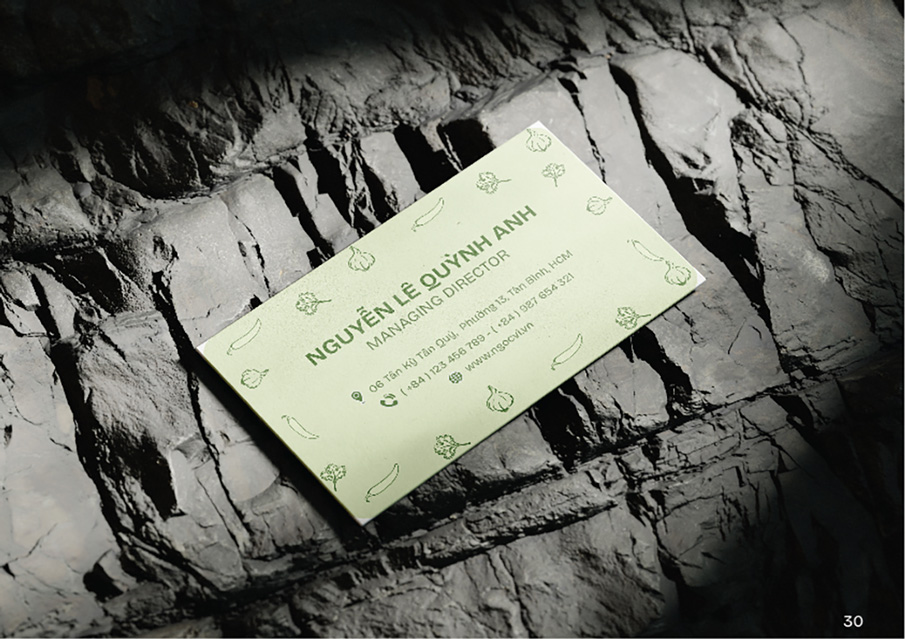 NGUYỄN LÊ QUỲNH ANH
MANAGING DIRECTOR
06 Tân Kỳ Tân Quý, Phường 13, Tân Bình, HCM
( +84 ) 123 456 789 - ( +84 ) 987 654 321
www.ngocvi.vn
30